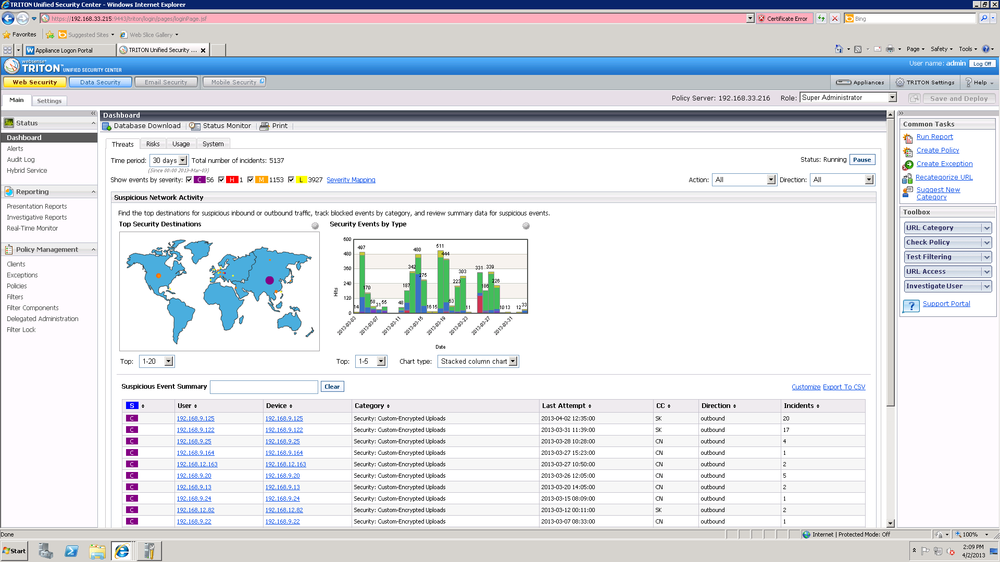 TRITON Unified Security Center - Windows Internet Explorer
https://192.168.33.215:9443/triton/login/pages/loginPage.jsf
Certificate Error
Bing
Favorites
Suggested Sites
Web Slice Gallery
Appliance Logon Portal
TRITON Unified Security ...
Page
Safety
Tools
websense
TRITON UNIFIED SECURITY CENTER
User name: admin
Log Off
Web Security
Data Security
Email Security
Mobile Security
Appliances
TRITON Settings
Help
Main
Settings
Policy Server: 192.168.33.216
Role: Super Administrator
Save and Deploy
Status
Dashboard
Alerts
Audit Log
Hybrid Service
Reporting
Presentation Reports
Investigative Reports
Real-Time Monitor
Policy Management
Clients
Exceptions
Policies
Filters
Filter Components
Delegated Administration
Filter Lock
Dashboard
Database Download
Status Monitor
Print
Threats
Risks
Usage
System
Time period: 30 days Total number of incidents: 5137
(Since 00:00 2013-Mar-03)
Status: Running Pause
Show events by severity: C 56 H 1 M 1153 L 3927 Severity Mapping
Action: All Direction: All
Suspicious Network Activity
Find the top destinations for suspicious inbound or outbound traffic, track blocked events by category, and review summary data for suspicious events.
Top Security Destinations
Top: 1-20
Security Events by Type
600
480
360
240
120
0
Hits
14
497
170
58
31
55
48
187
342
480
275
16
15
511
444
63
223
303
11
331
186
339
226
10
13
12
33
2013-03-03
2013-03-07
2013-03-11
2013-03-15
2013-03-19
2013-03-23
2013-03-27
2013-03-31
Date
Top: 1-5 Chart type: Stacked column chart
Suspicious Event Summary Clear
Customize Export To CSV
S User Device Category Last Attempt CC Direction Incidents
C 192.168.9.125 192.168.9.125 Security: Custom-Encrypted Uploads 2013-04-02 12:35:00 SK outbound 20
C 192.168.9.122 192.168.9.122 Security: Custom-Encrypted Uploads 2013-03-31 11:39:00 SK outbound 17
C 192.168.9.25 192.168.9.25 Security: Custom-Encrypted Uploads 2013-03-28 10:28:00 CN outbound 4
C 192.168.9.164 192.168.9.164 Security: Custom-Encrypted Uploads 2013-03-27 15:23:00 CN outbound 1
C 192.168.12.163 192.168.12.163 Security: Custom-Encrypted Uploads 2013-03-27 10:50:00 CN outbound 2
C 192.168.9.20 192.168.9.20 Security: Custom-Encrypted Uploads 2013-03-26 12:05:00 CN outbound 5
C 192.168.9.13 192.168.9.13 Security: Custom-Encrypted Uploads 2013-03-20 14:05:00 CN outbound 2
C 192.168.9.24 192.168.9.24 Security: Custom-Encrypted Uploads 2013-03-15 08:09:00 CN outbound 1
C 192.168.12.82 192.168.12.82 Security: Custom-Encrypted Uploads 2013-03-12 00:11:00 SK outbound 2
C 192.168.9.22 192.168.9.22 Security: Custom-Encrypted Uploads 2013-03-07 08:33:00 CN outbound 1
Common Tasks
Run Report
Create Policy
Create Exception
Recategorize URL
Suggest New
Category
Toolbox
URL Category
Check Policy
Test Filtering
URL Access
Investigate User
Support Portal
Done
Internet | Protected Mode: Off
100%
Start
2:09 PM
4/2/2013